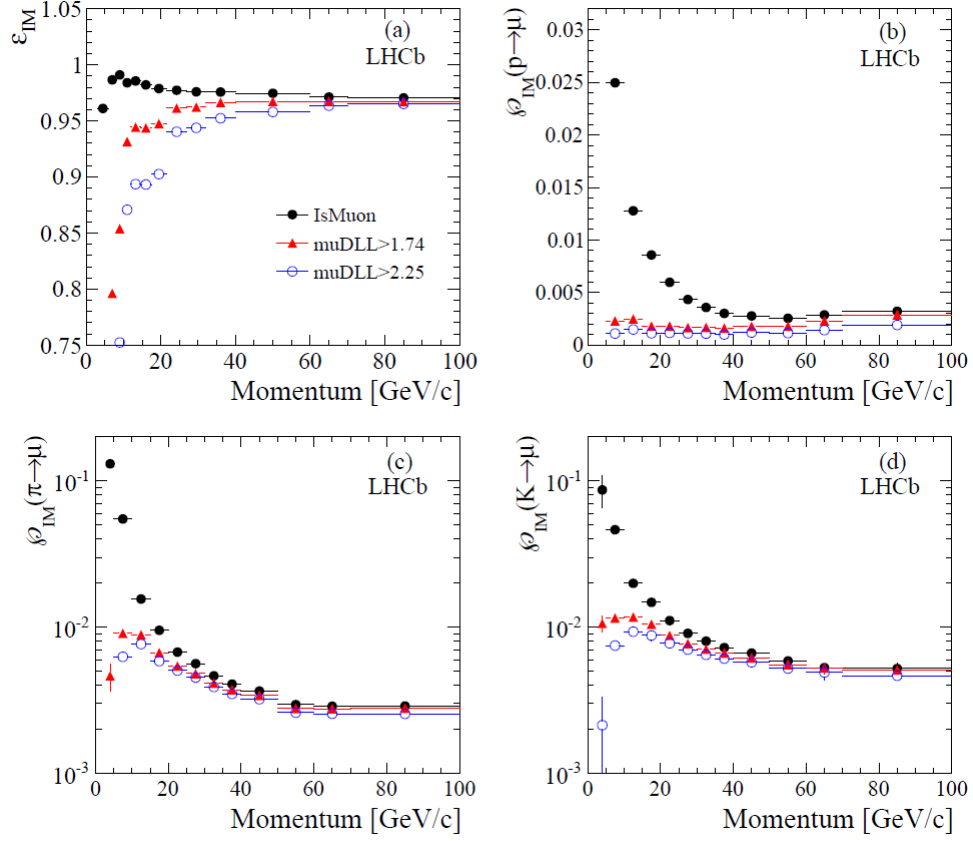 (a)
LHCb
ε_IM
1.05
1
0.95
0.9
0.85
0.8
0.75
IsMuon
muDLL>1.74
muDLL>2.25
0 20 40 60 80 100
Momentum [GeV/c]
(b)
LHCb
℘_IM(p→μ)
0.03
0.025
0.02
0.015
0.01
0.005
0
0 20 40 60 80 100
Momentum [GeV/c]
(c)
LHCb
℘_IM(π→μ)
10⁻¹
10⁻²
10⁻³
0 20 40 60 80 100
Momentum [GeV/c]
(d)
LHCb
℘_IM(K→μ)
10⁻¹
10⁻²
10⁻³
0 20 40 60 80 100
Momentum [GeV/c]